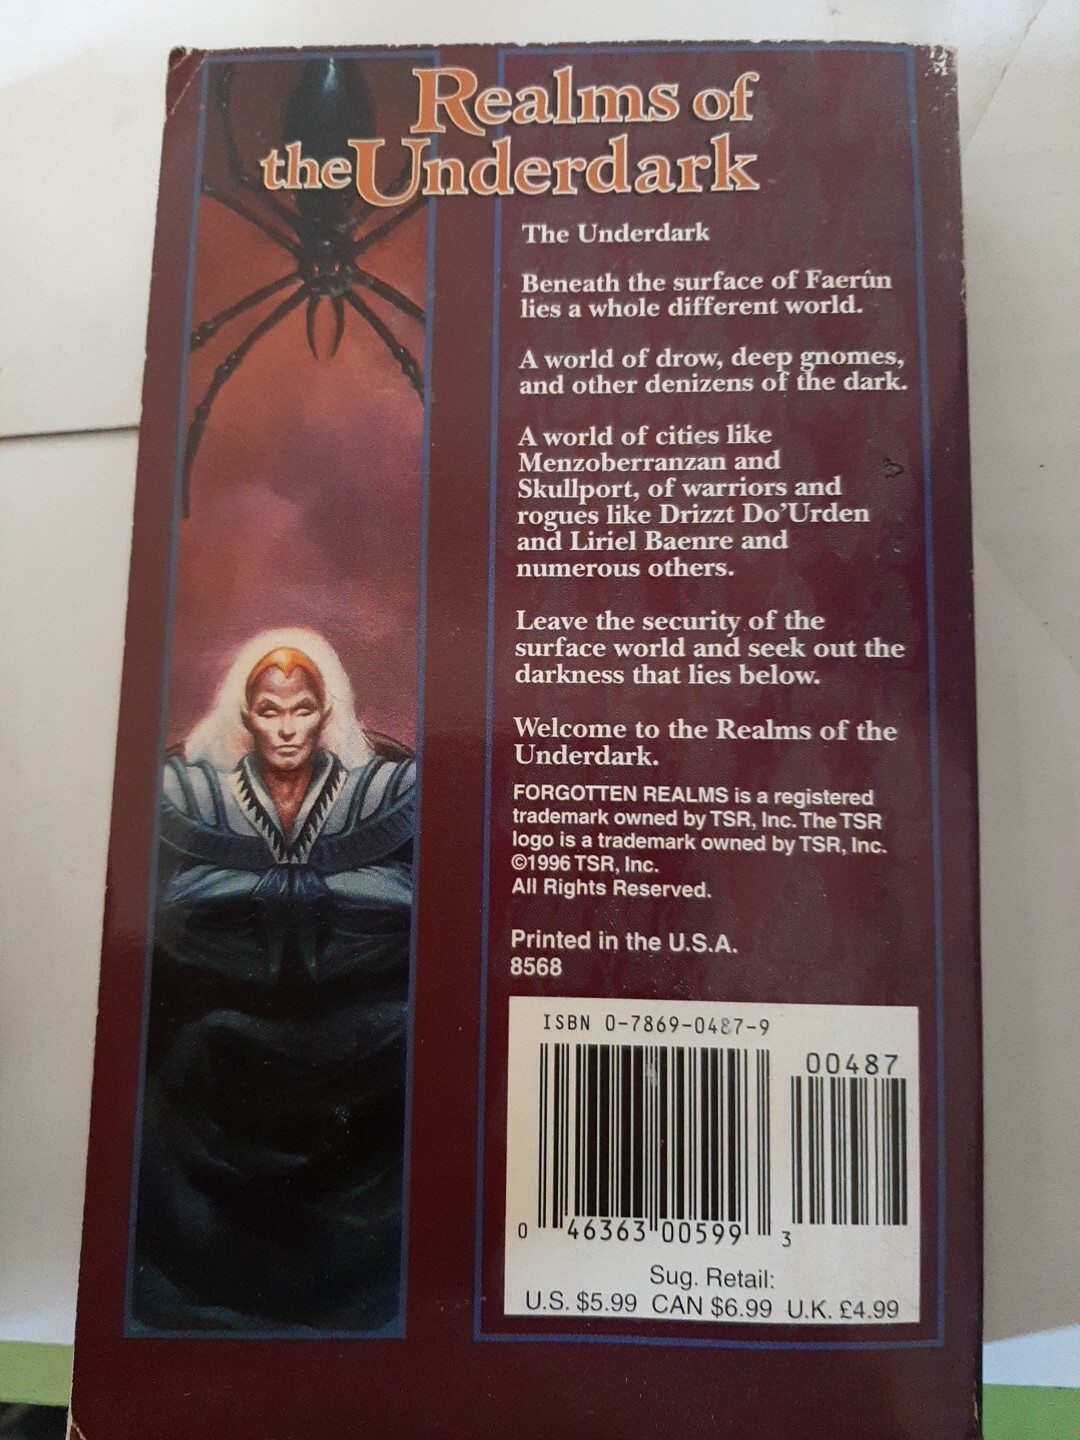 Realms of
the Underdark
The Underdark
Beneath the surface of Faerûn
lies a whole different world.
A world of drow, deep gnomes,
and other denizens of the dark.
A world of cities like
Menzoberranzan and
Skullport, of warriors and
rogues like Drizzt Do'Urden
and Liriel Baenre and
numerous others.
Leave the security of the
surface world and seek out the
darkness that lies below.
Welcome to the Realms of the
Underdark.
FORGOTTEN REALMS is a registered
trademark owned by TSR, Inc. The TSR
logo is a trademark owned by TSR, Inc.
©1996 TSR, Inc.
All Rights Reserved.
Printed in the U.S.A.
8568
ISBN 0-7869-0487-9
00487
0 46363 00599 3
Sug. Retail:
U.S. $5.99 CAN $6.99 U.K. £4.99